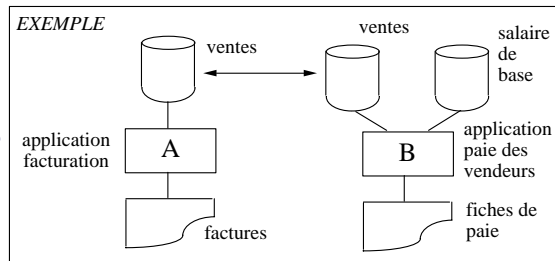 EXEMPLE
ventes
ventes
salaire
de
base
application
facturation
A
B
application
paie des
vendeurs
factures
fiches de
paie